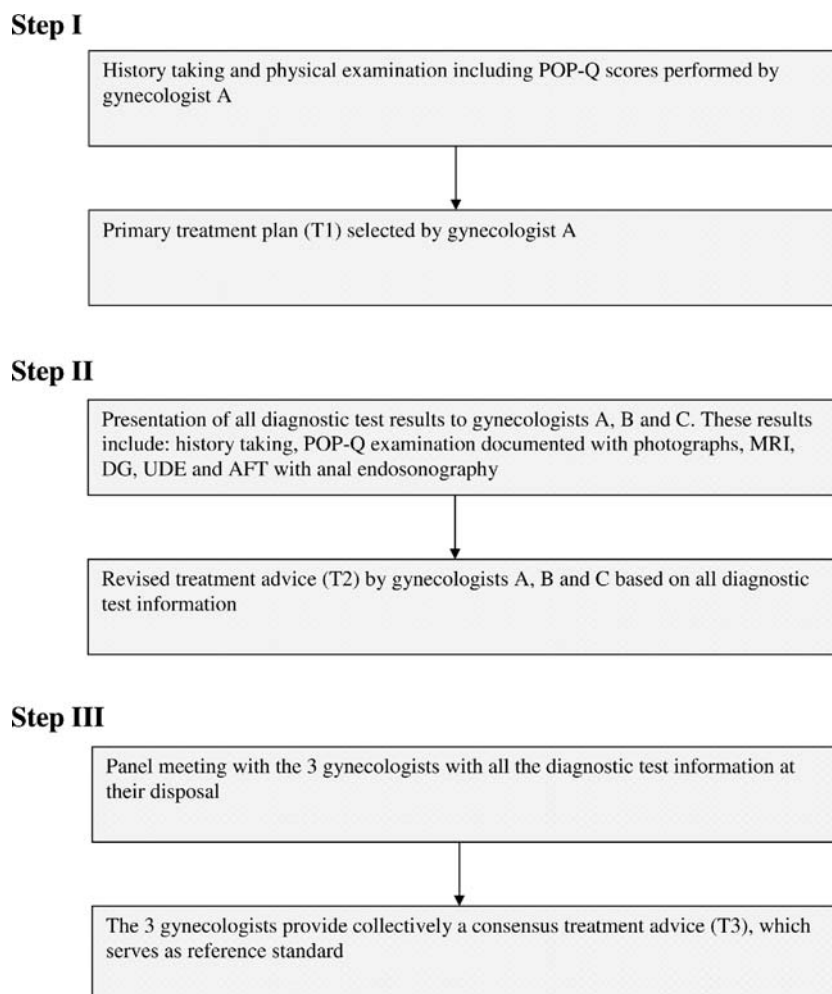 Step I
History taking and physical examination including POP-Q scores performed by
gynecologist A
Primary treatment plan (T1) selected by gynecologist A
Step II
Presentation of all diagnostic test results to gynecologists A, B and C. These results
include: history taking, POP-Q examination documented with photographs, MRI,
DG, UDE and AFT with anal endosonography
Revised treatment advice (T2) by gynecologists A, B and C based on all diagnostic
test information
Step III
Panel meeting with the 3 gynecologists with all the diagnostic test information at
their disposal
The 3 gynecologists provide collectively a consensus treatment advice (T3), which
serves as reference standard